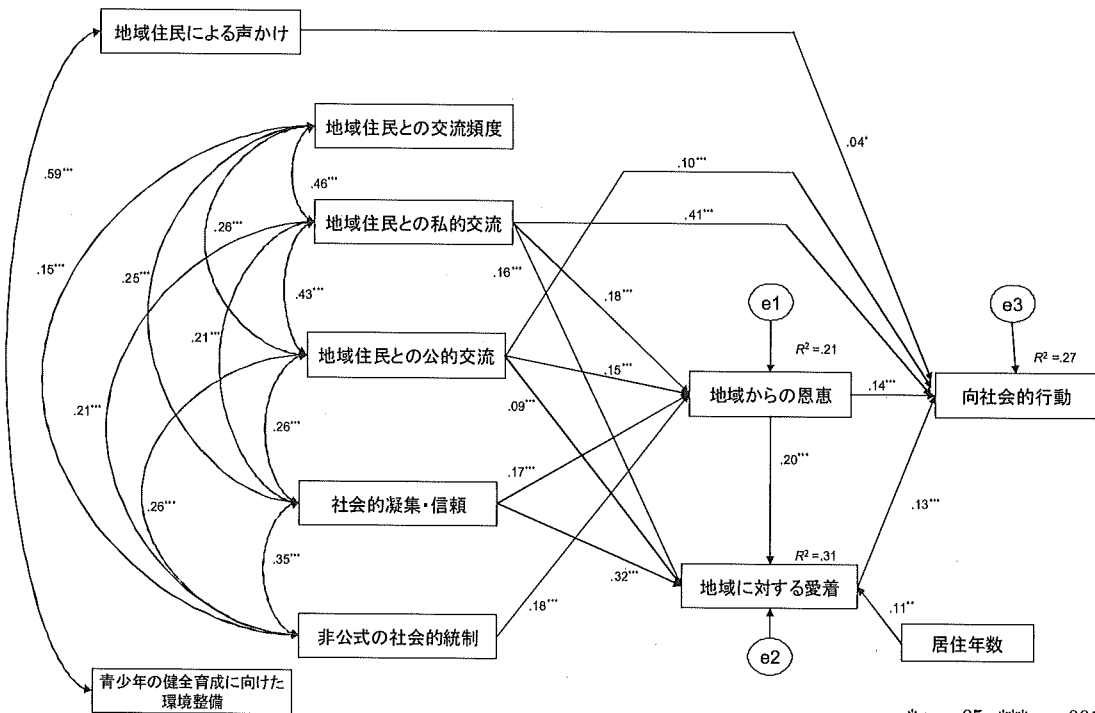 地域住民による声かけ
地域住民との交流頻度
.59***
.04*
.10***
.46***
地域住民との私的交流
.41***
.26***
.15***
.25***
.16***
.43***
.18***
e1
e3
.21***
地域住民との公的交流
R²=.21
R²=.27
.15***
地域からの恩恵
.14***
向社会的行動
.21***
.09***
.26***
.20***
.17***
社会的凝集・信頼
.26***
.13***
.35***
R²=.31
.32***
地域に対する愛着
.18***
.11**
非公式の社会的統制
居住年数
e2
青少年の健全育成に向けた
環境整備